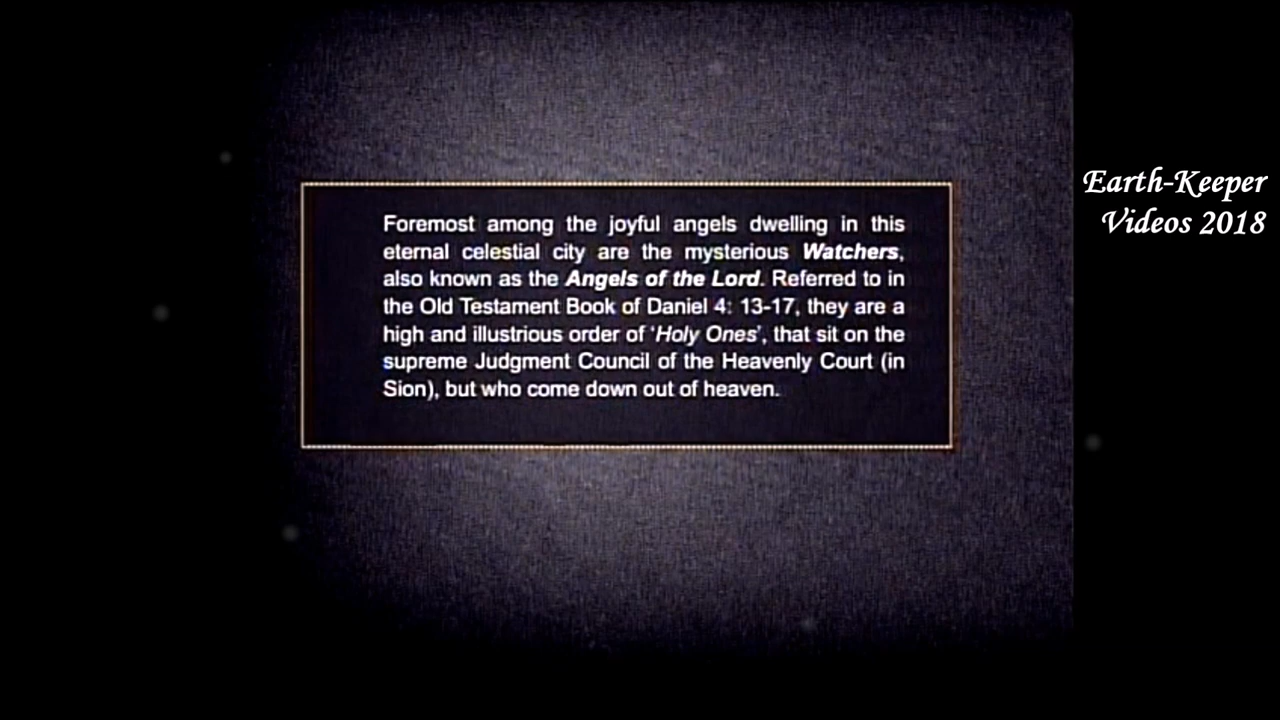 Foremost among the joyful angels dwelling in this
eternal celestial city are the mysterious Watchers,
also known as the Angels of the Lord. Referred to in
the Old Testament Book of Daniel 4: 13-17, they are a
high and illustrious order of ‘Holy Ones’, that sit on the
supreme Judgment Council of the Heavenly Court (in
Sion), but who come down out of heaven.
Earth-Keeper
Videos 2018